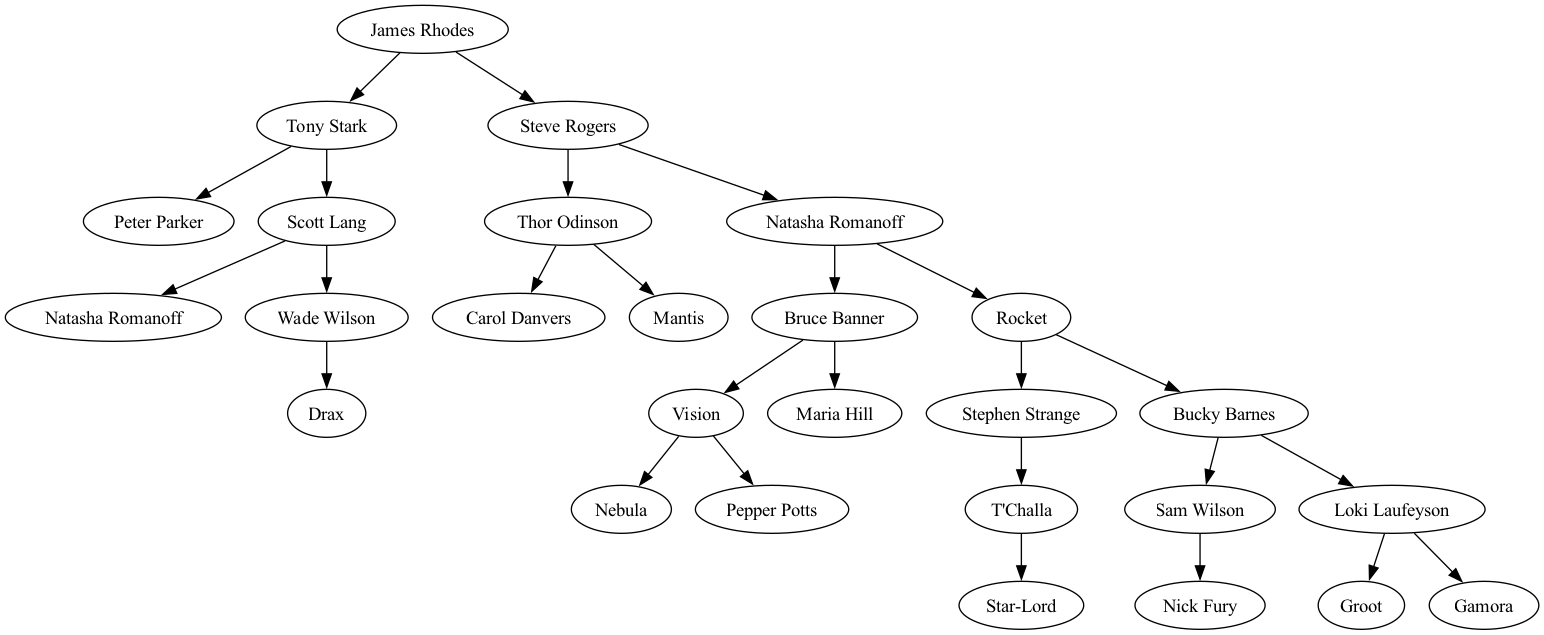 James Rhodes
Tony Stark
Steve Rogers
Peter Parker
Scott Lang
Thor Odinson
Natasha Romanoff
Natasha Romanoff
Wade Wilson
Carol Danvers
Mantis
Bruce Banner
Rocket
Drax
Vision
Maria Hill
Stephen Strange
Bucky Barnes
Nebula
Pepper Potts
T'Challa
Sam Wilson
Loki Laufeyson
Star-Lord
Nick Fury
Groot
Gamora